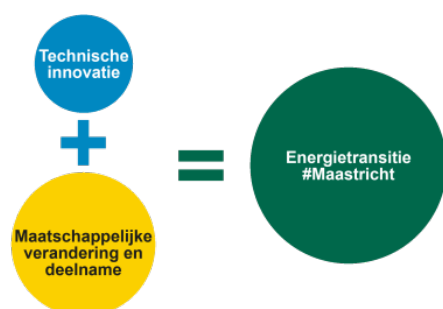 Technische
innovatie
+
Maatschappelijke
verandering en
deelname
=
Energietransitie
#Maastricht